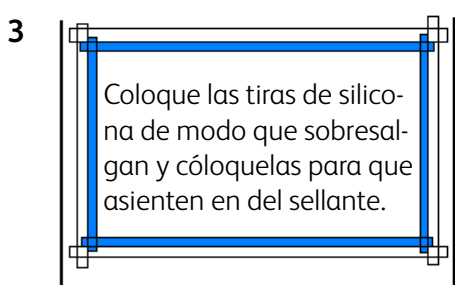 3
Coloque las tiras de silico-
na de modo que sobresal-
gan y cóloquelas para que
asienten en del sellante.